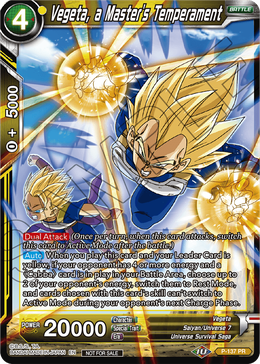 4
Vegeta, a Master's Temperament
BATTLE
0 + 5000
Dual Attack (Once per turn, when this card attacks, switch
this card to Active Mode after the battle.)
Auto When you play this card and your Leader Card is
yellow, if your opponent has 4 or more energy and a
"Cabba" card is in play in your Battle Area, choose up to
2 of your opponent's energy, switch them to Rest Mode,
and cards chosen with this card's skill can't switch to
Active Mode during your opponent's next Charge Phase.
POWER
20000
Character
Vegeta
Special Trait
Saiyan/Universe 7
Era
Universe Survival Saga
BANDAI
MADE IN JAPAN
EN
NOT FOR SALE
P-137 PR